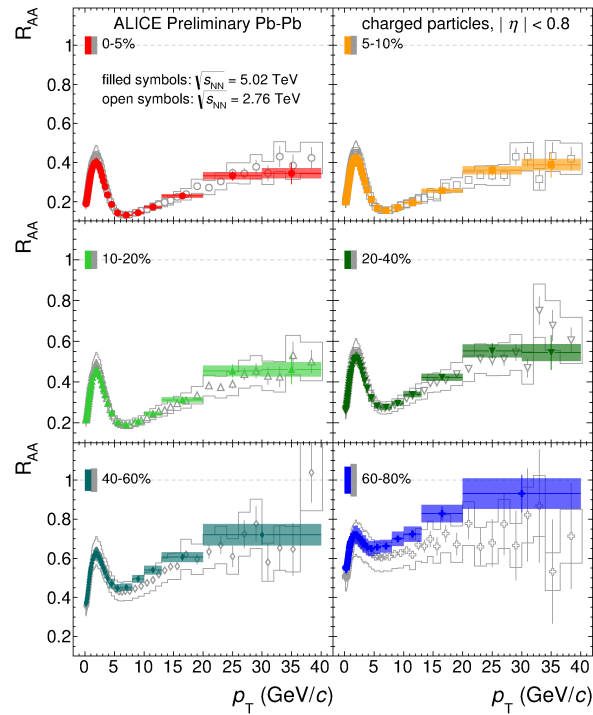 ALICE Preliminary Pb-Pb
charged particles, | η | < 0.8
R_AA
1
0.8
0.6
0.4
0.2
0-5%
filled symbols: √s_NN = 5.02 TeV
open symbols: √s_NN = 2.76 TeV
5-10%
R_AA
1
0.8
0.6
0.4
0.2
10-20%
20-40%
R_AA
1
0.8
0.6
0.4
0.2
40-60%
60-80%
0 5 10 15 20 25 30 35 40
0 5 10 15 20 25 30 35 40
p_T (GeV/c)
p_T (GeV/c)